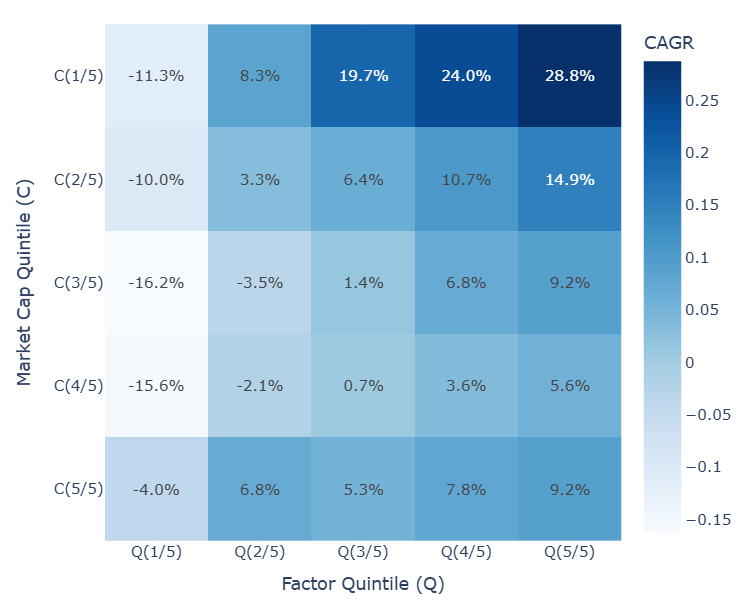 CAGR
C(1/5) -11.3% 8.3% 19.7% 24.0% 28.8%
C(2/5) -10.0% 3.3% 6.4% 10.7% 14.9%
C(3/5) -16.2% -3.5% 1.4% 6.8% 9.2%
C(4/5) -15.6% -2.1% 0.7% 3.6% 5.6%
C(5/5) -4.0% 6.8% 5.3% 7.8% 9.2%
Q(1/5) Q(2/5) Q(3/5) Q(4/5) Q(5/5)
Factor Quintile (Q)
Market Cap Quintile (C)
0.25
0.2
0.15
0.1
0.05
0
−0.05
−0.1
−0.15